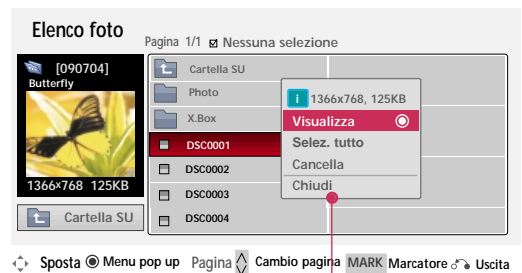 Elenco foto
Pagina 1/1 Nessuna selezione
[090704]
Butterfly
1366x768 125KB
Cartella SU
Cartella SU
Photo
X.Box
DSC0001
DSC0002
DSC0003
DSC0004
i 1366x768, 125KB
Visualizza
Selez. tutto
Cancella
Chiudi
Sposta Menu pop up Pagina Cambio pagina MARK Marcatore Uscita